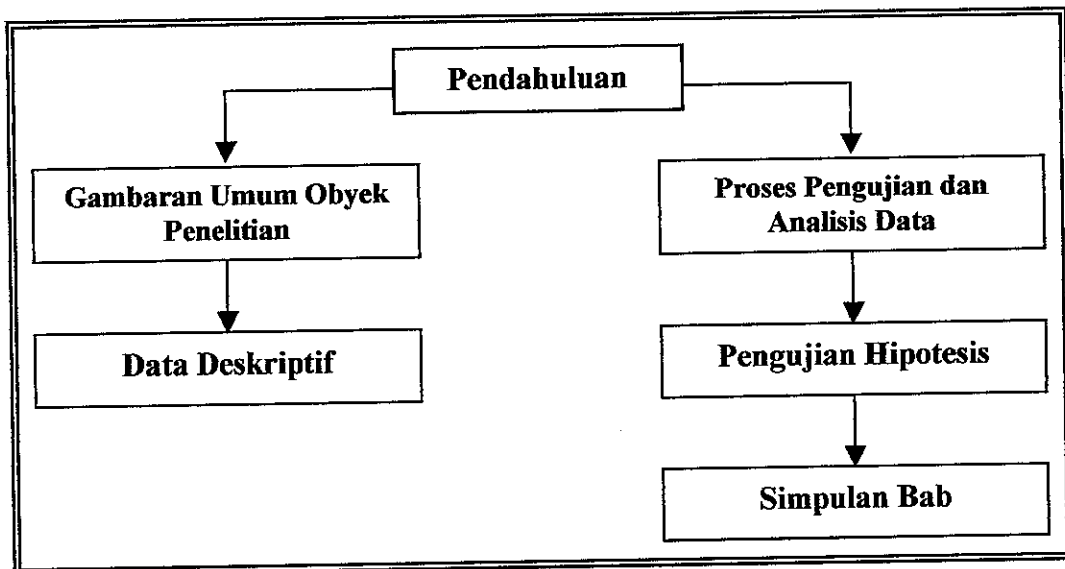 Pendahuluan
Gambaran Umum Obyek
Penelitian
Data Deskriptif
Proses Pengujian dan
Analisis Data
Pengujian Hipotesis
Simpulan Bab